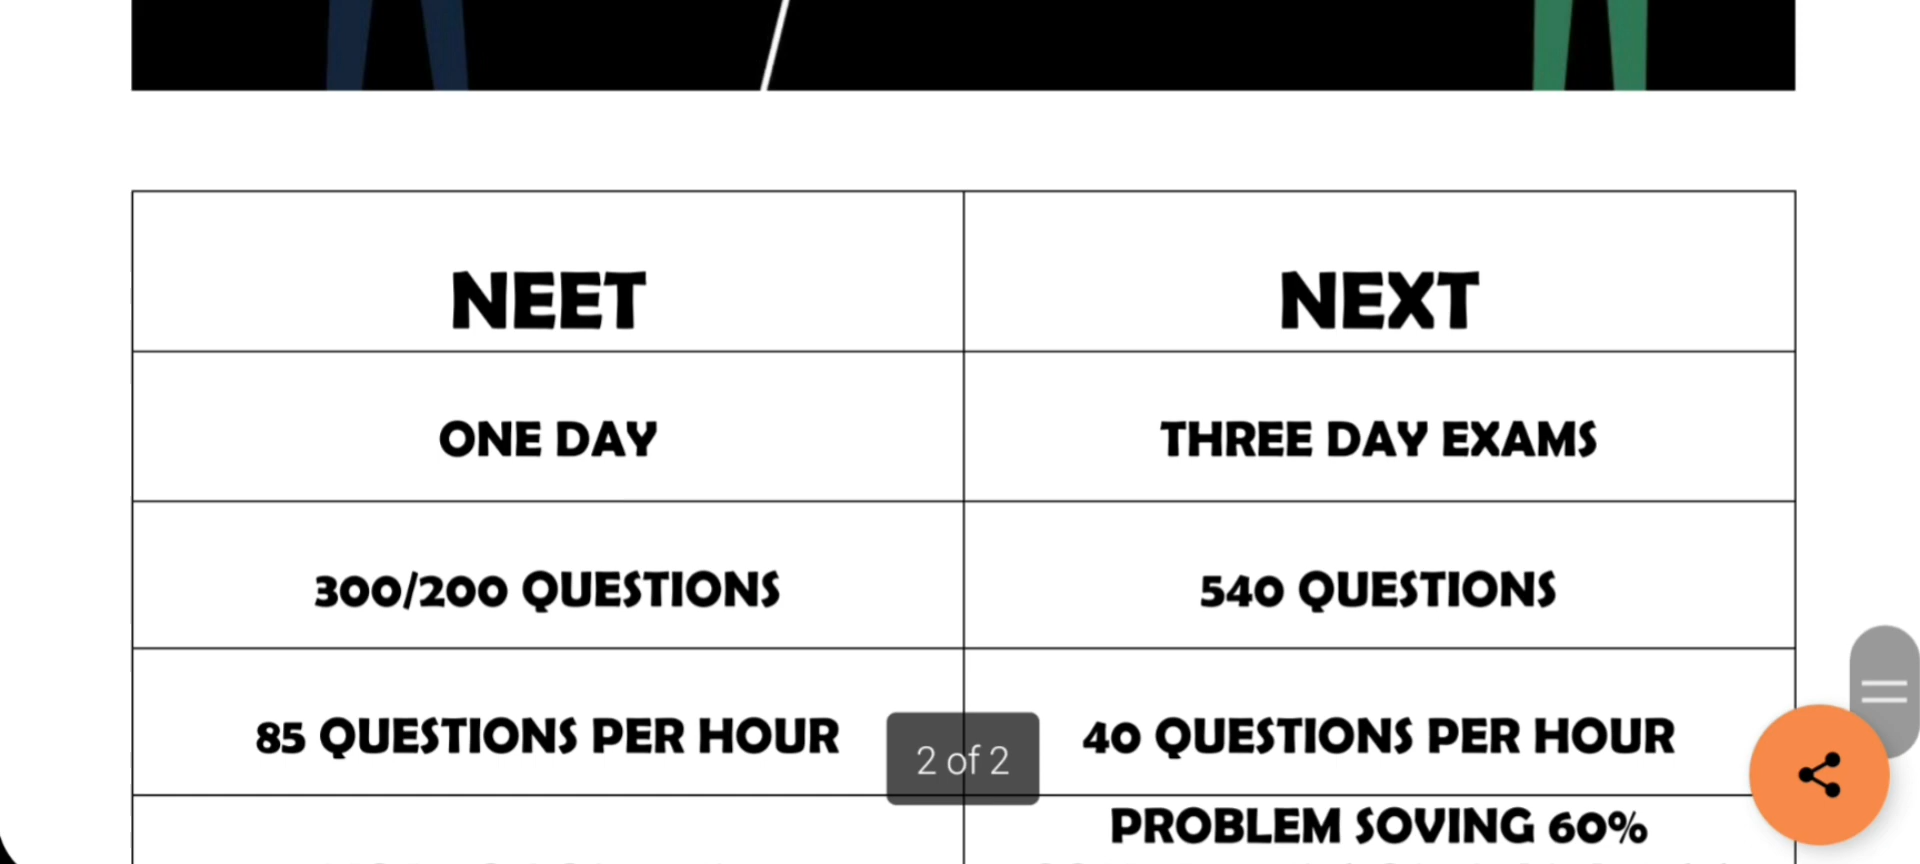 NEET
NEXT
ONE DAY
THREE DAY EXAMS
300/200 QUESTIONS
540 QUESTIONS
85 QUESTIONS PER HOUR
40 QUESTIONS PER HOUR
2 of 2
PROBLEM SOVING 60%